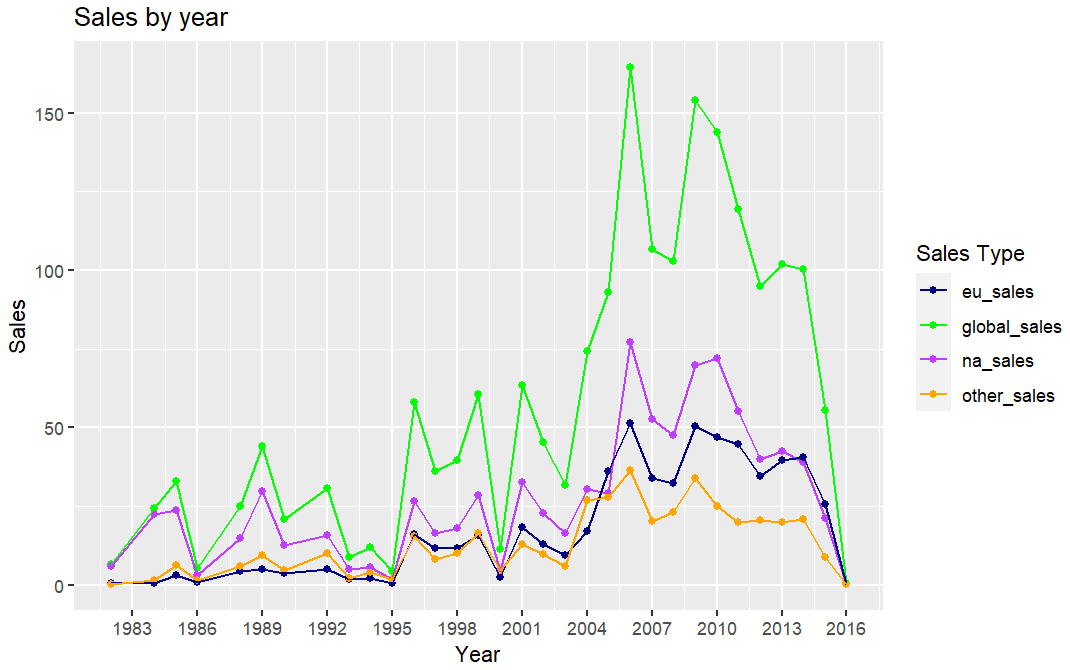 Sales by year
150
100
50
0
Sales
1983 1986 1989 1992 1995 1998 2001 2004 2007 2010 2013 2016
Year
Sales Type
eu_sales
global_sales
na_sales
other_sales